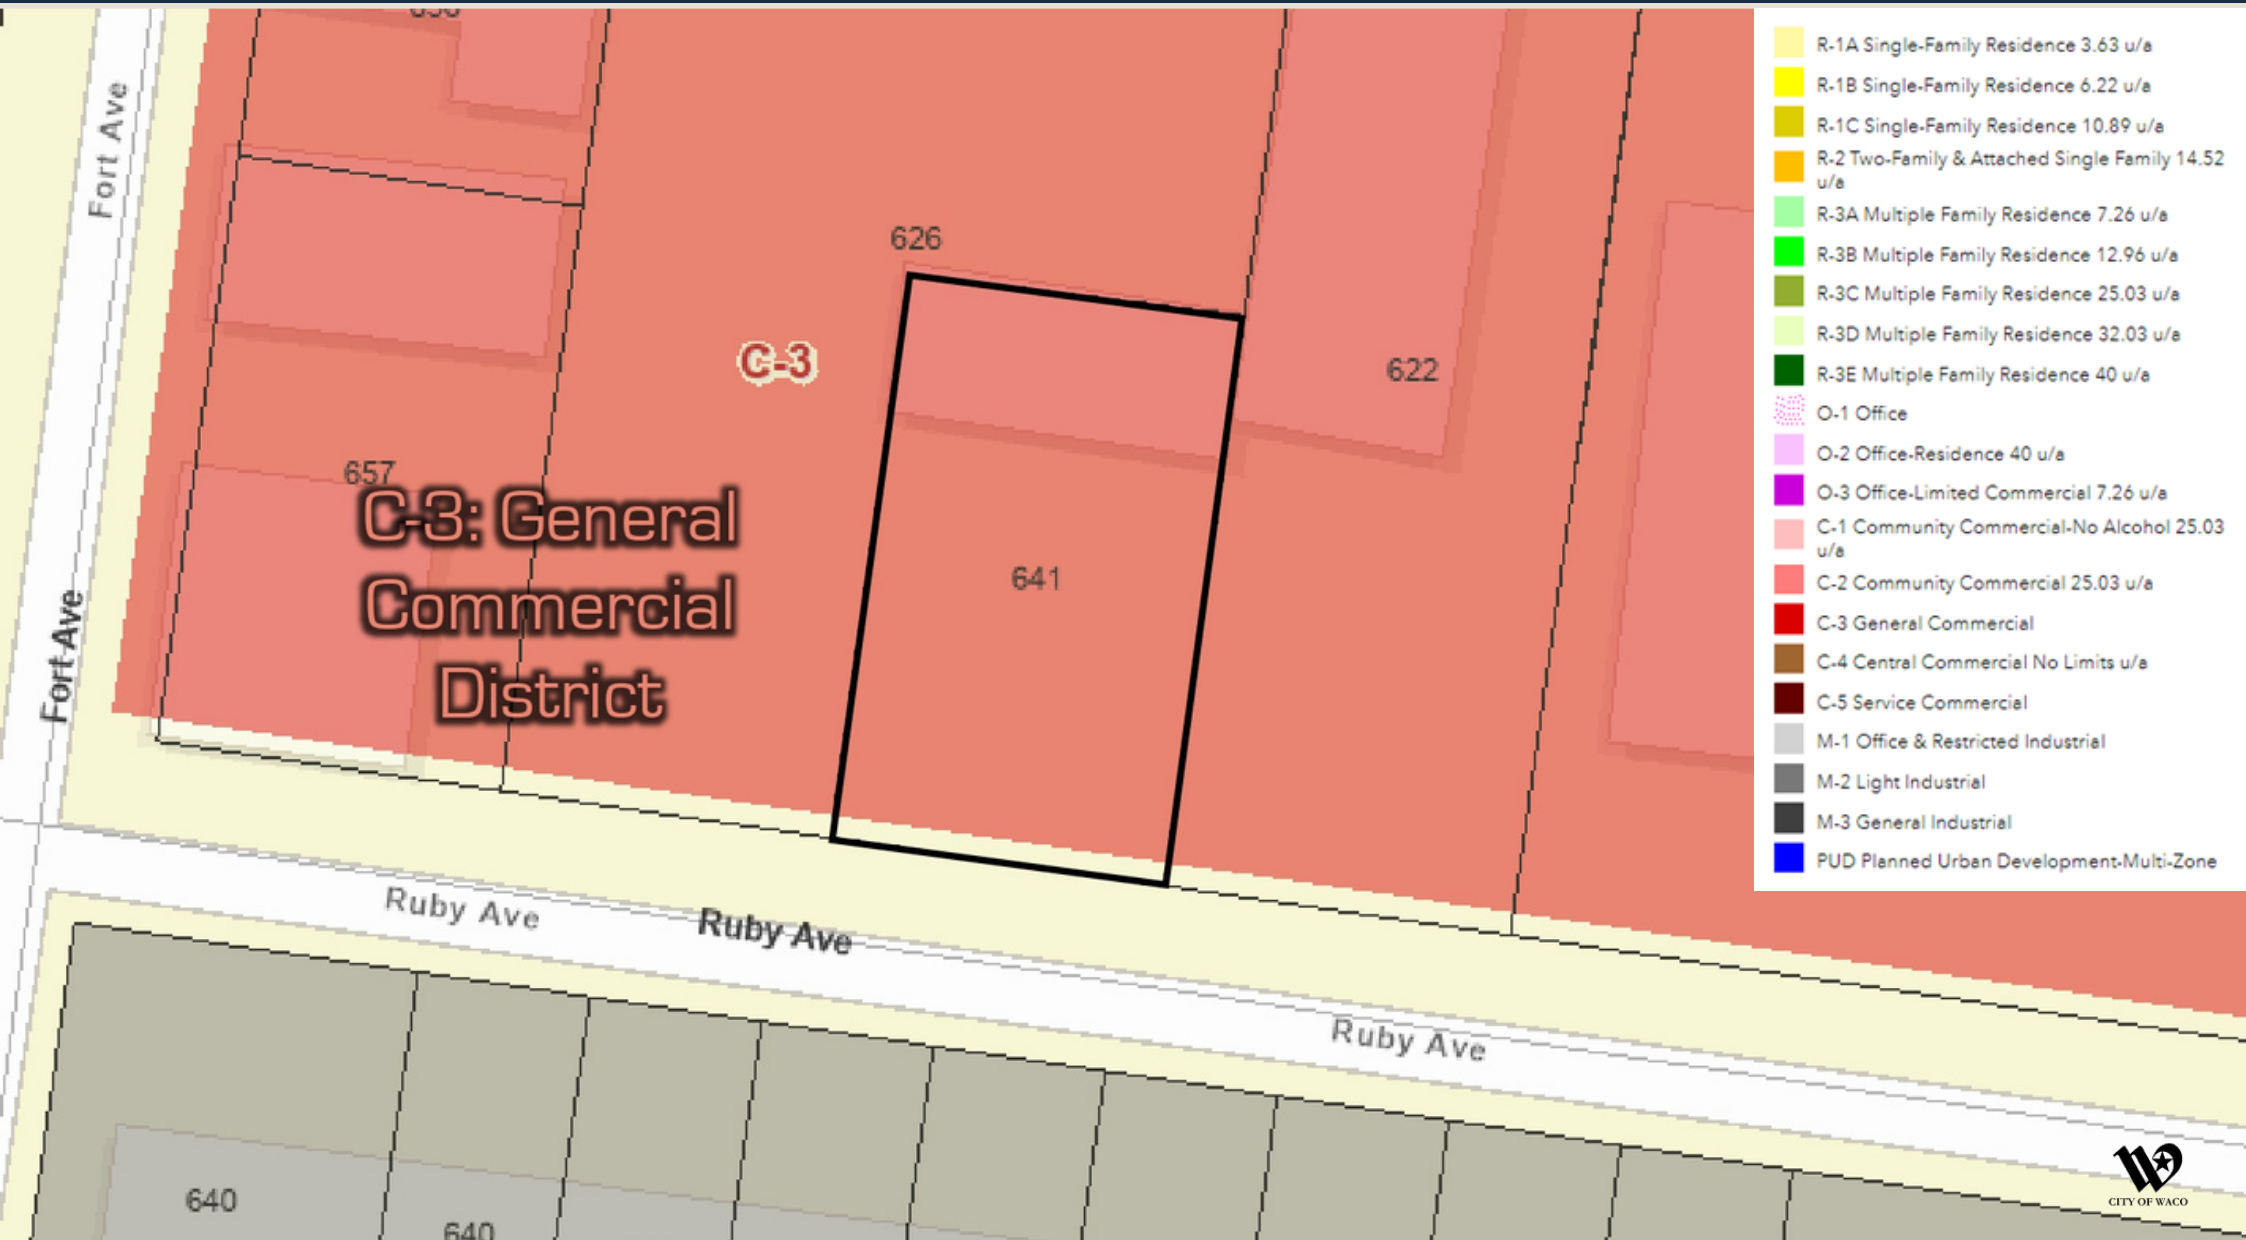 Fort Ave
626
C-3
622
657
C-3: General
Commercial
District
641
Fort Ave
Ruby Ave
Ruby Ave
Ruby Ave
640
640
R-1A Single-Family Residence 3.63 u/a
R-1B Single-Family Residence 6.22 u/a
R-1C Single-Family Residence 10.89 u/a
R-2 Two-Family & Attached Single Family 14.52
u/a
R-3A Multiple Family Residence 7.26 u/a
R-3B Multiple Family Residence 12.96 u/a
R-3C Multiple Family Residence 25.03 u/a
R-3D Multiple Family Residence 32.03 u/a
R-3E Multiple Family Residence 40 u/a
O-1 Office
O-2 Office-Residence 40 u/a
O-3 Office-Limited Commercial 7.26 u/a
C-1 Community Commercial-No Alcohol 25.03
u/a
C-2 Community Commercial 25.03 u/a
C-3 General Commercial
C-4 Central Commercial No Limits u/a
C-5 Service Commercial
M-1 Office & Restricted Industrial
M-2 Light Industrial
M-3 General Industrial
PUD Planned Urban Development-Multi-Zone
CITY OF WACO